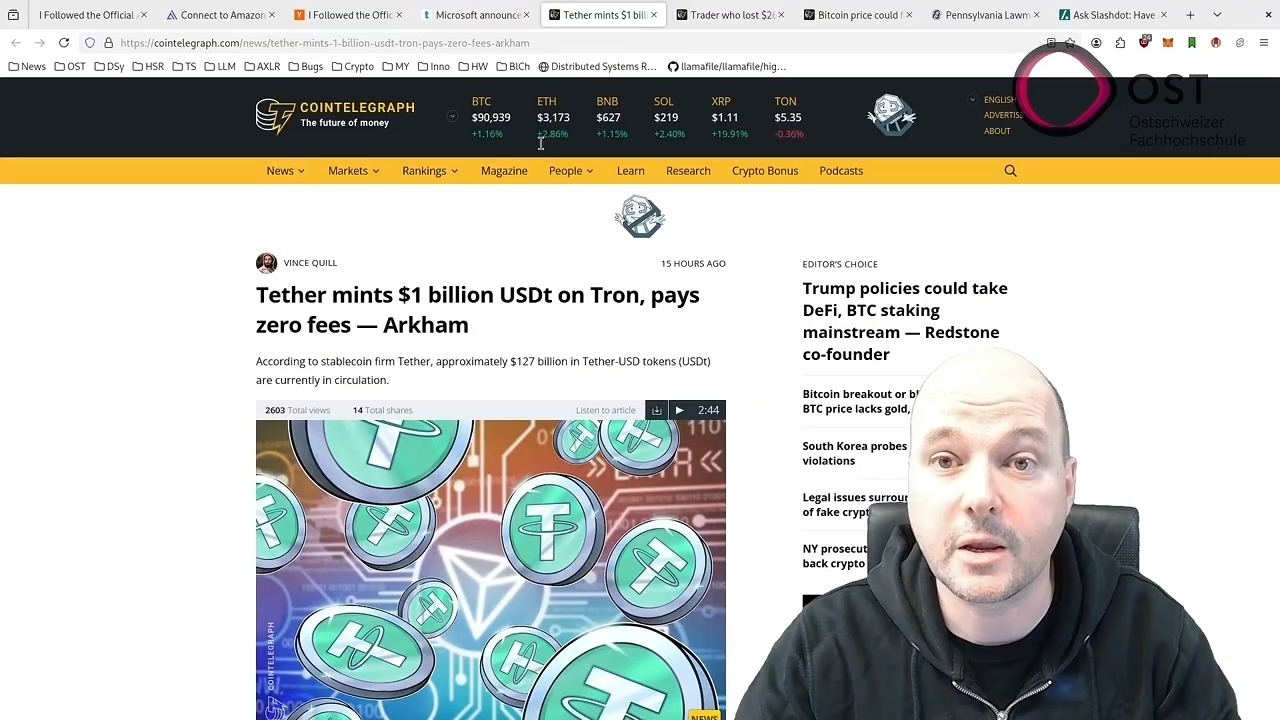 I Followed the Official A
Connect to Amazon
I Followed the Offic
Microsoft announce
Tether mints $1 bill
Trader who lost $26
Bitcoin price could f
Pennsylvania Lawm
Ask Slashdot: Have
https://cointelegraph.com/news/tether-mints-1-billion-usdt-tron-pays-zero-fees-arkham
24
News
OST
DSy
HSR
TS
LLM
AXLR
Bugs
Crypto
MY
Inno
HW
BlCh
Distributed Systems R...
llamafile/llamafile/hig...
COINTELEGRAPH
The future of money
BTC
$90,939
+1.16%
ETH
$3,173
+2.86%
BNB
$627
+1.15%
SOL
$219
+2.40%
XRP
$1.11
+19.91%
TON
$5.35
-0.36%
ENGLISH
ADVERTIS
ABOUT
OST
Ostschweizer
Fachhochschule
News
Markets
Rankings
Magazine
People
Learn
Research
Crypto Bonus
Podcasts
VINCE QUILL
15 HOURS AGO
Tether mints $1 billion USDt on Tron, pays
zero fees — Arkham
According to stablecoin firm Tether, approximately $127 billion in Tether-USD tokens (USDt)
are currently in circulation.
2603 Total views
14 Total shares
Listen to article
2:44
COINTELEGRAPH
NEWS
EDITOR'S CHOICE
Trump policies could take
DeFi, BTC staking
mainstream — Redstone
co-founder
Bitcoin breakout or bl
BTC price lacks gold,
South Korea probes
violations
Legal issues surrour
of fake crypt
NY prosecut
back crypto